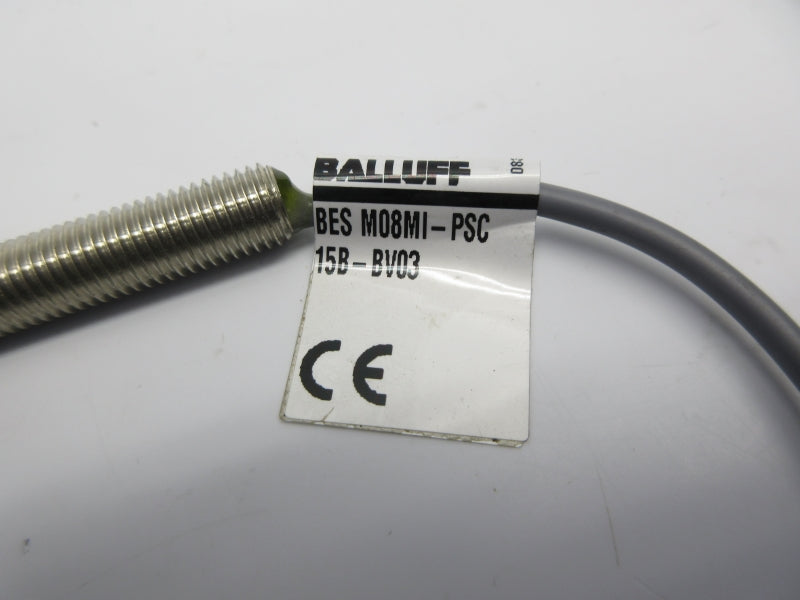 BALLUFF
BES M08MI-PSC
15B-BV03
CE